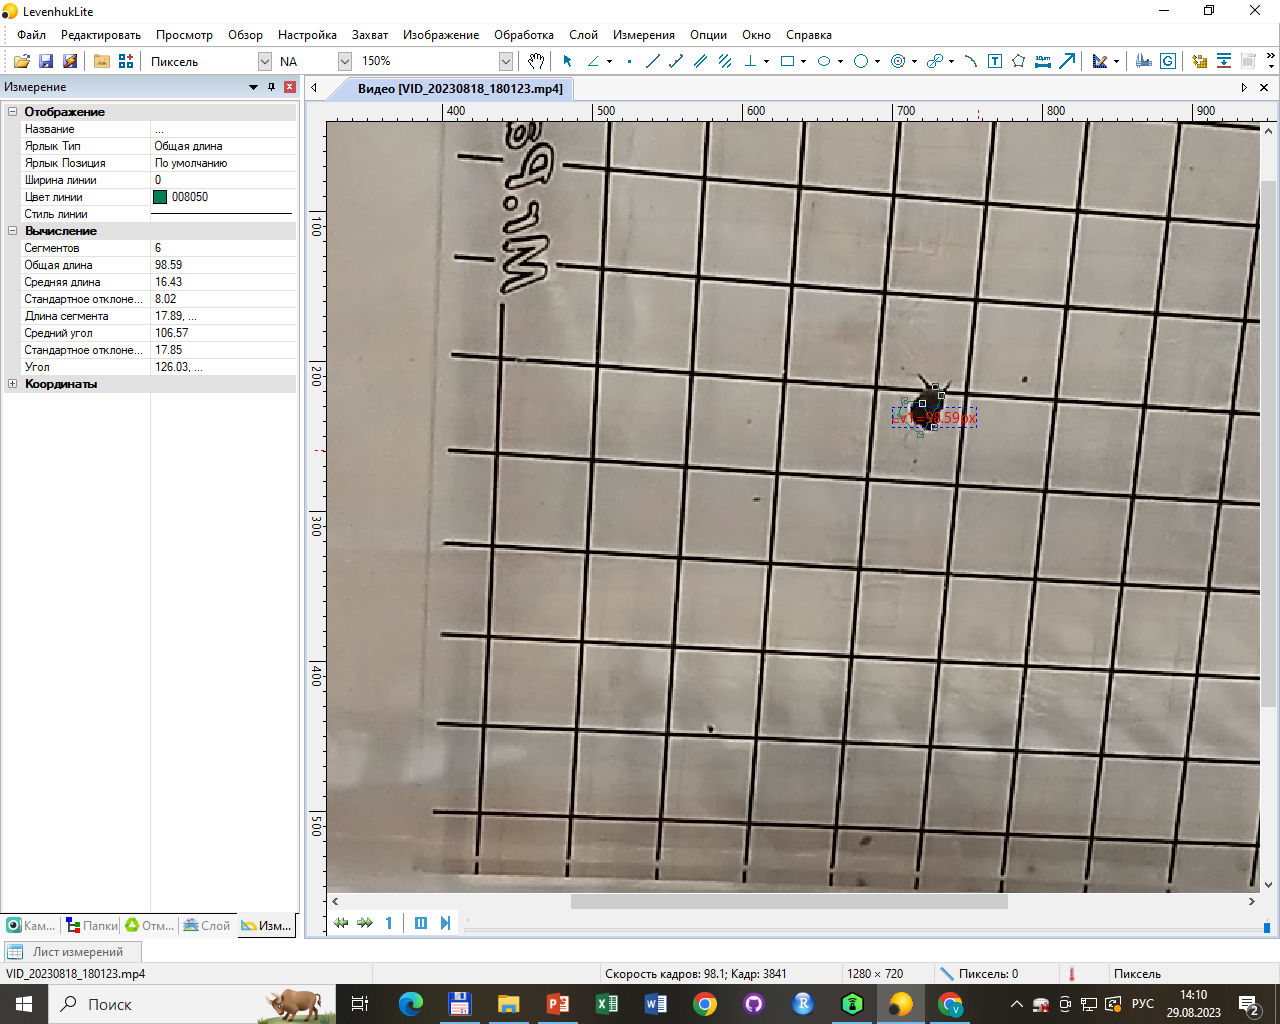 LevenhukLite
Файл Редактировать Просмотр Обзор Настройка Захват Изображение Обработка Слой Измерения Опции Окно Справка
Пиксель NA 150%
Измерение
Видео [VID_20230818_180123.mp4]
Отображение
Название ...
Ярлык Тип Общая длина
Ярлык Позиция По умолчанию
Ширина линии 0
Цвет линии 008050
Стиль линии
Вычисление
Сегментов 6
Общая длина 98.59
Средняя длина 16.43
Стандартное отклоне... 8.02
Длина сегмента 17.89, ...
Средний угол 106.57
Стандартное отклоне... 17.85
Угол 126.03, ...
Координаты
400 500 600 700 800 900
100
200
300
400
500
=98.59px
1
Кам... Папки Отм... Слой Изм...
Лист измерений
VID_20230818_180123.mp4 Скорость кадров: 98.1; Кадр: 3841 1280 × 720 Пиксель: 0 Пиксель
Поиск
РУС
14:10
29.08.2023
2